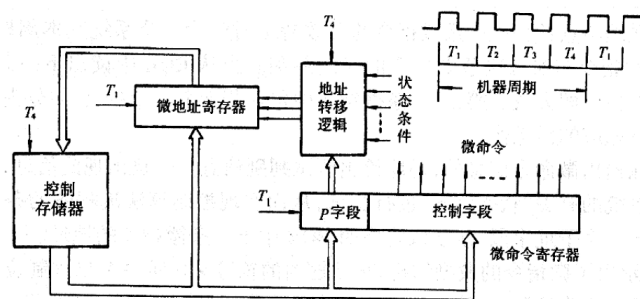 T₄
T₁ T₂ T₃ T₄ T₁
机器周期
地址
转移
逻辑
状态条件
T₁
微地址寄存器
微命令
T₄
控制
存储器
T₁
P字段 控制字段
微命令寄存器